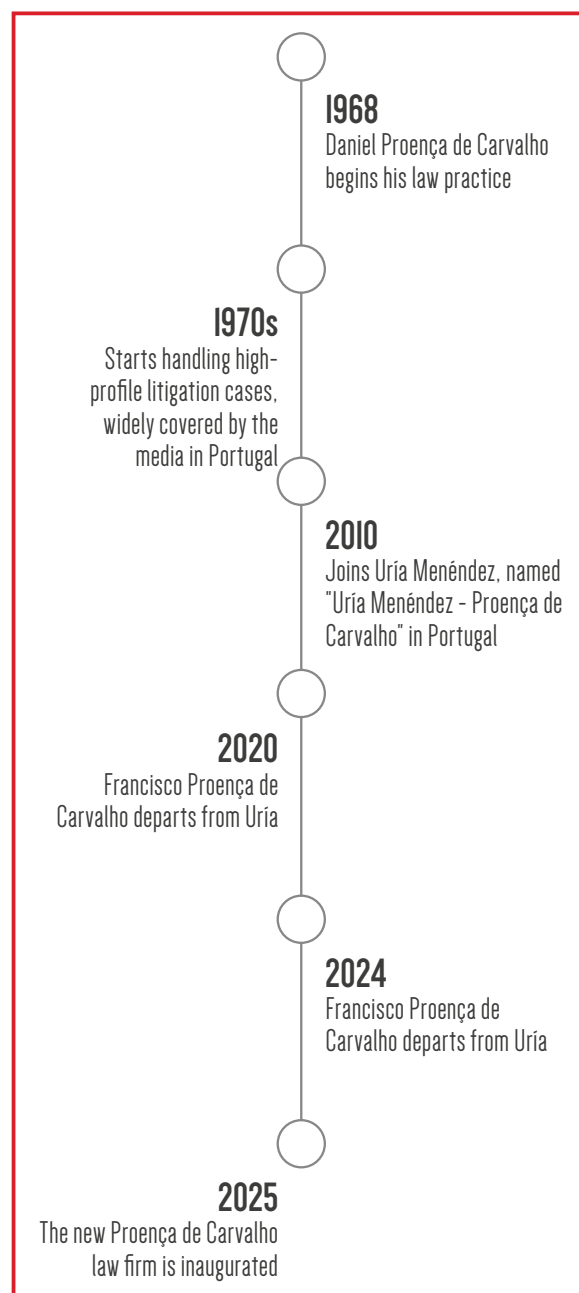 1968
Daniel Proença de Carvalho
begins his law practice
1970s
Starts handling high-
profile litigation cases,
widely covered by the
media in Portugal
2010
Joins Uría Menéndez, named
"Uría Menéndez - Proença de
Carvalho" in Portugal
2020
Francisco Proença de
Carvalho departs from Uría
2024
Francisco Proença de
Carvalho departs from Uría
2025
The new Proença de Carvalho
law firm is inaugurated